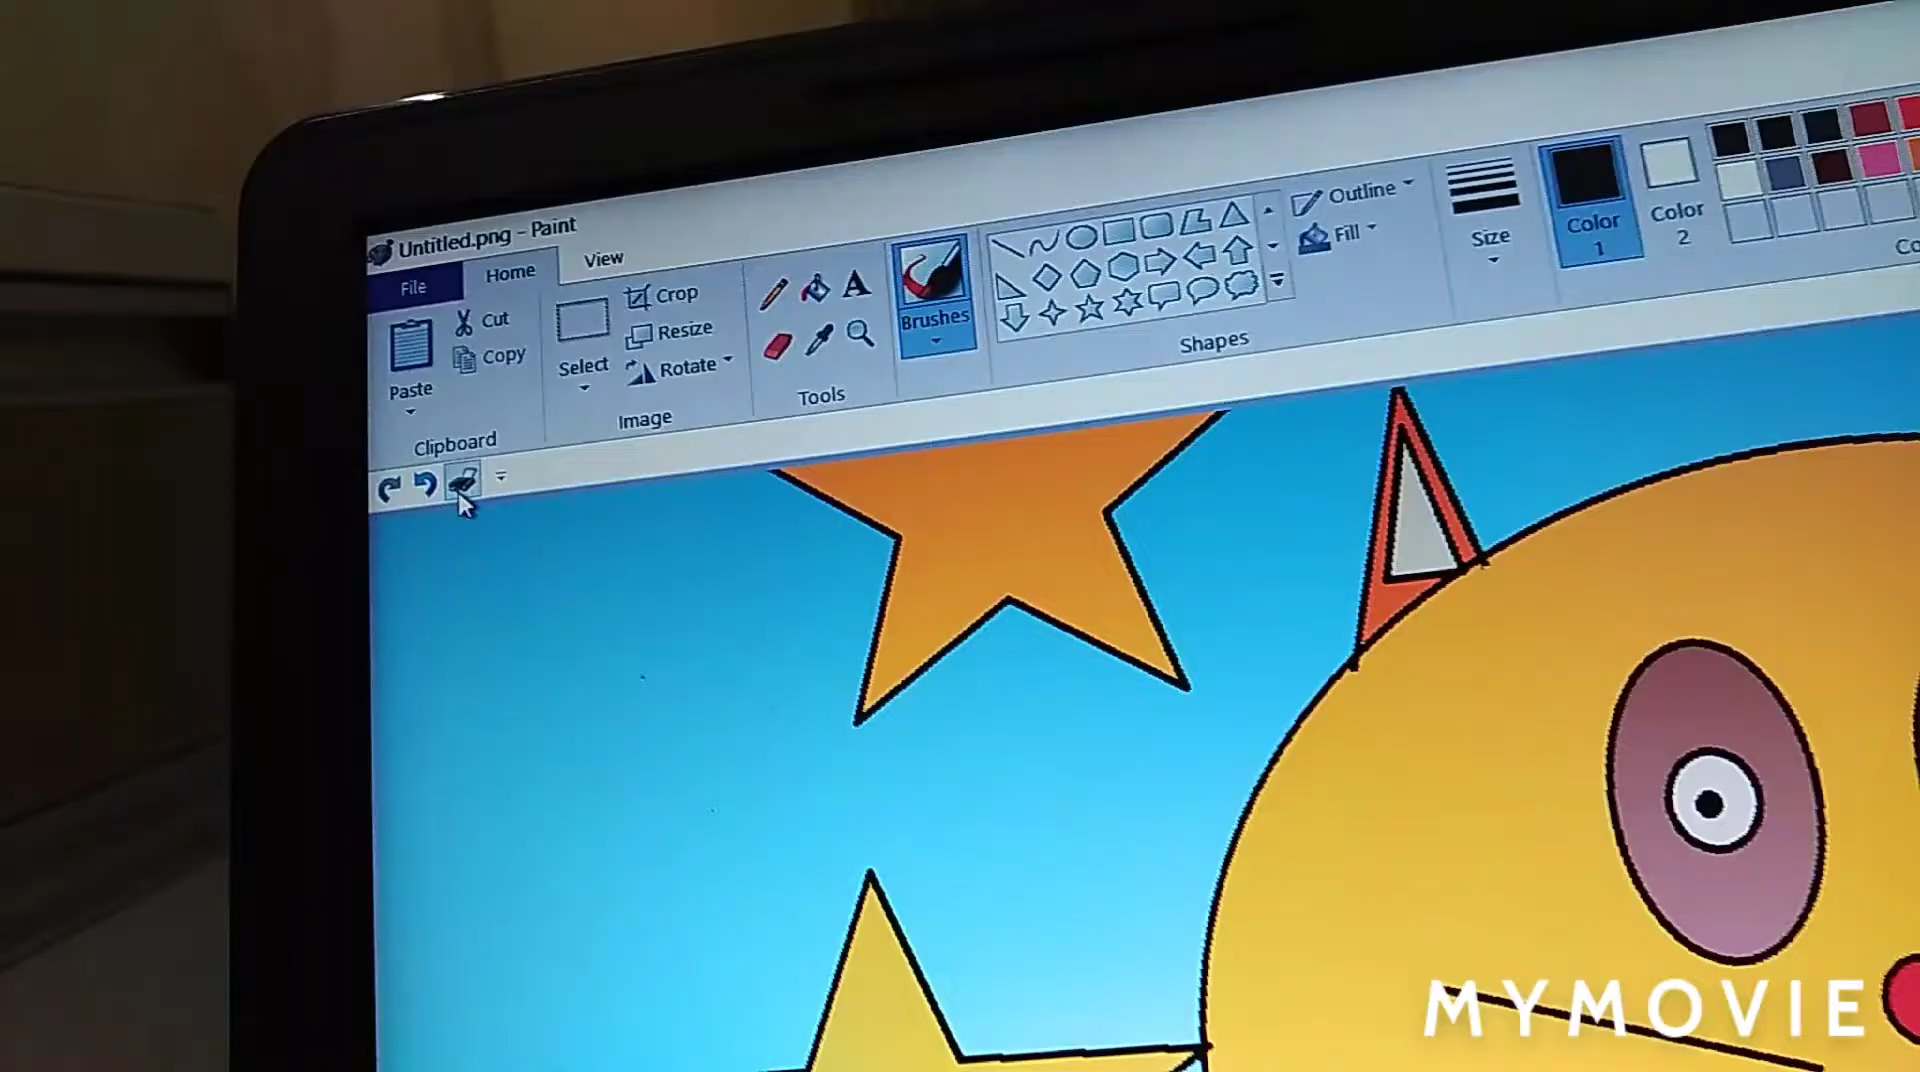 Untitled.png - Paint
File
Home
View
Paste
Cut
Copy
Clipboard
Select
Crop
Resize
Rotate
Image
A
Tools
Brushes
Shapes
Outline
Fill
Size
Color
1
Color
2
MYMOVIE